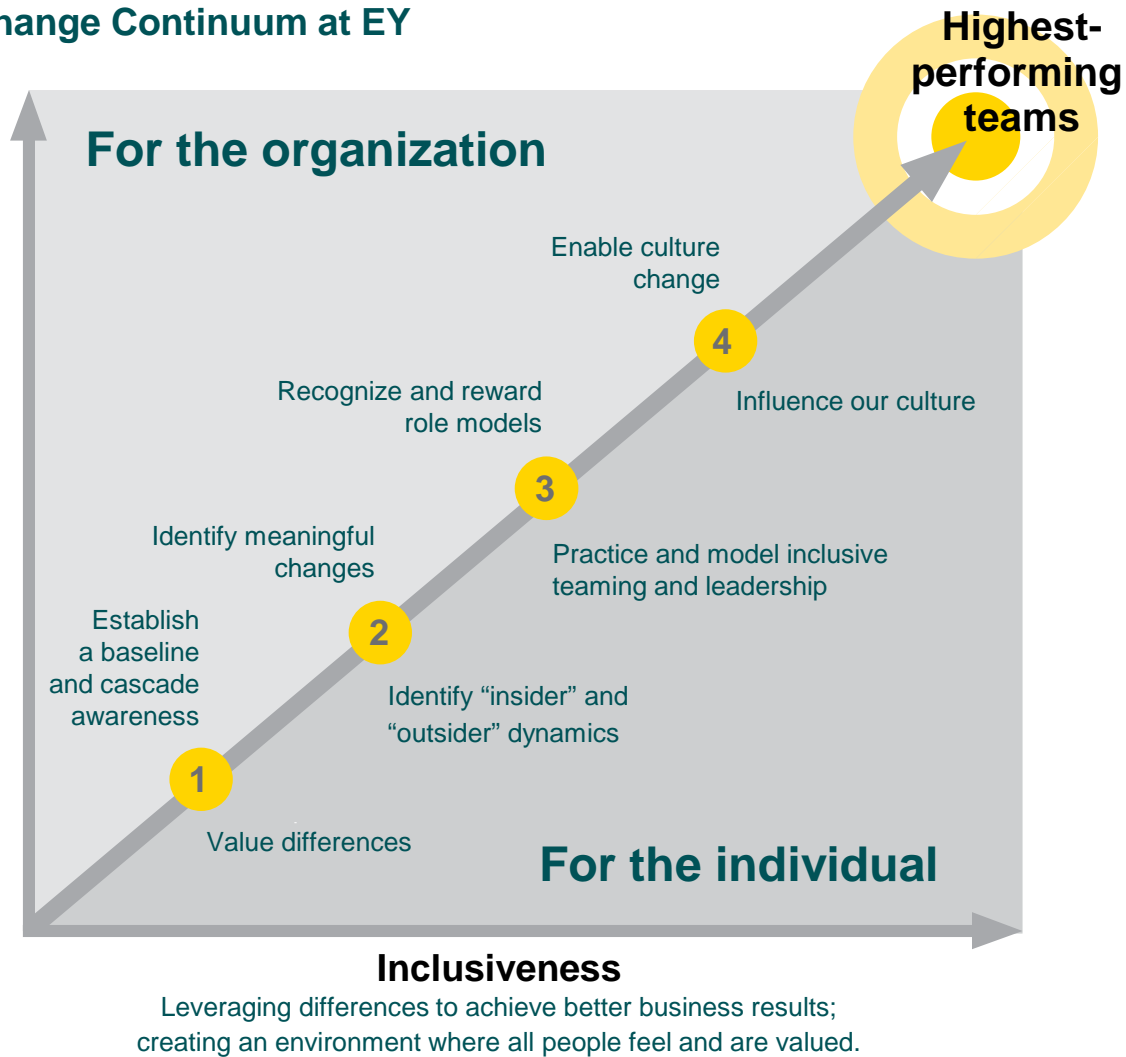 Continuum at EY
Highest-
performing
teams
For the organization
Enable culture
change
4
Influence our culture
Recognize and reward
role models
3
Practice and model inclusive
teaming and leadership
Identify meaningful
changes
2
Identify “insider” and
“outsider” dynamics
Establish
a baseline
and cascade
awareness
1
Value differences
For the individual
Inclusiveness
Leveraging differences to achieve better business results;
creating an environment where all people feel and are valued.